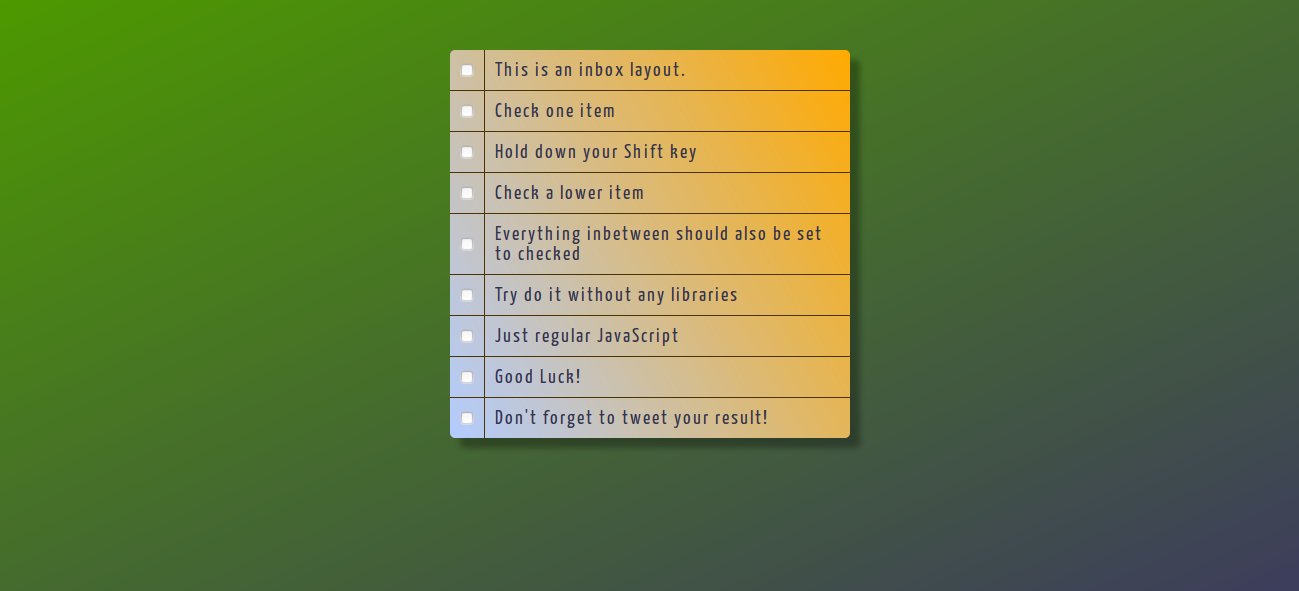 This is an inbox layout.
Check one item
Hold down your Shift key
Check a lower item
Everything inbetween should also be set
to checked
Try do it without any libraries
Just regular JavaScript
Good Luck!
Don't forget to tweet your result!